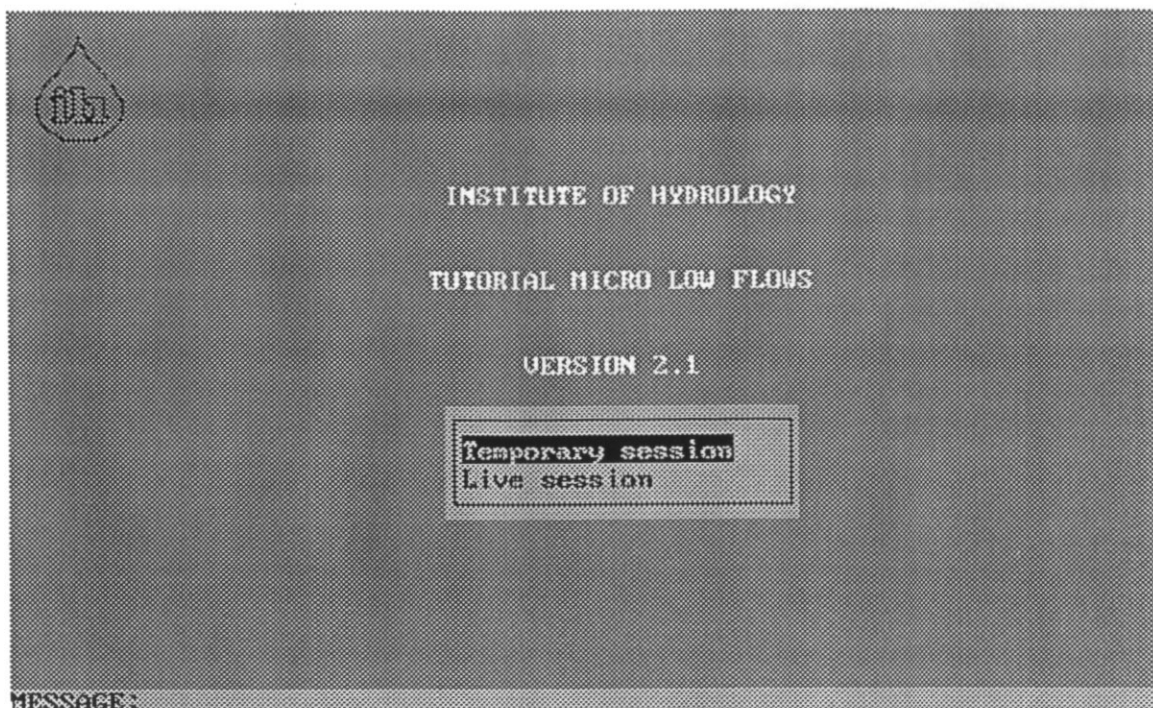 INSTITUTE OF HYDROLOGY
TUTORIAL MICRO LOW FLOWS
VERSION 2.1
Temporary session
Live session
MESSAGE: